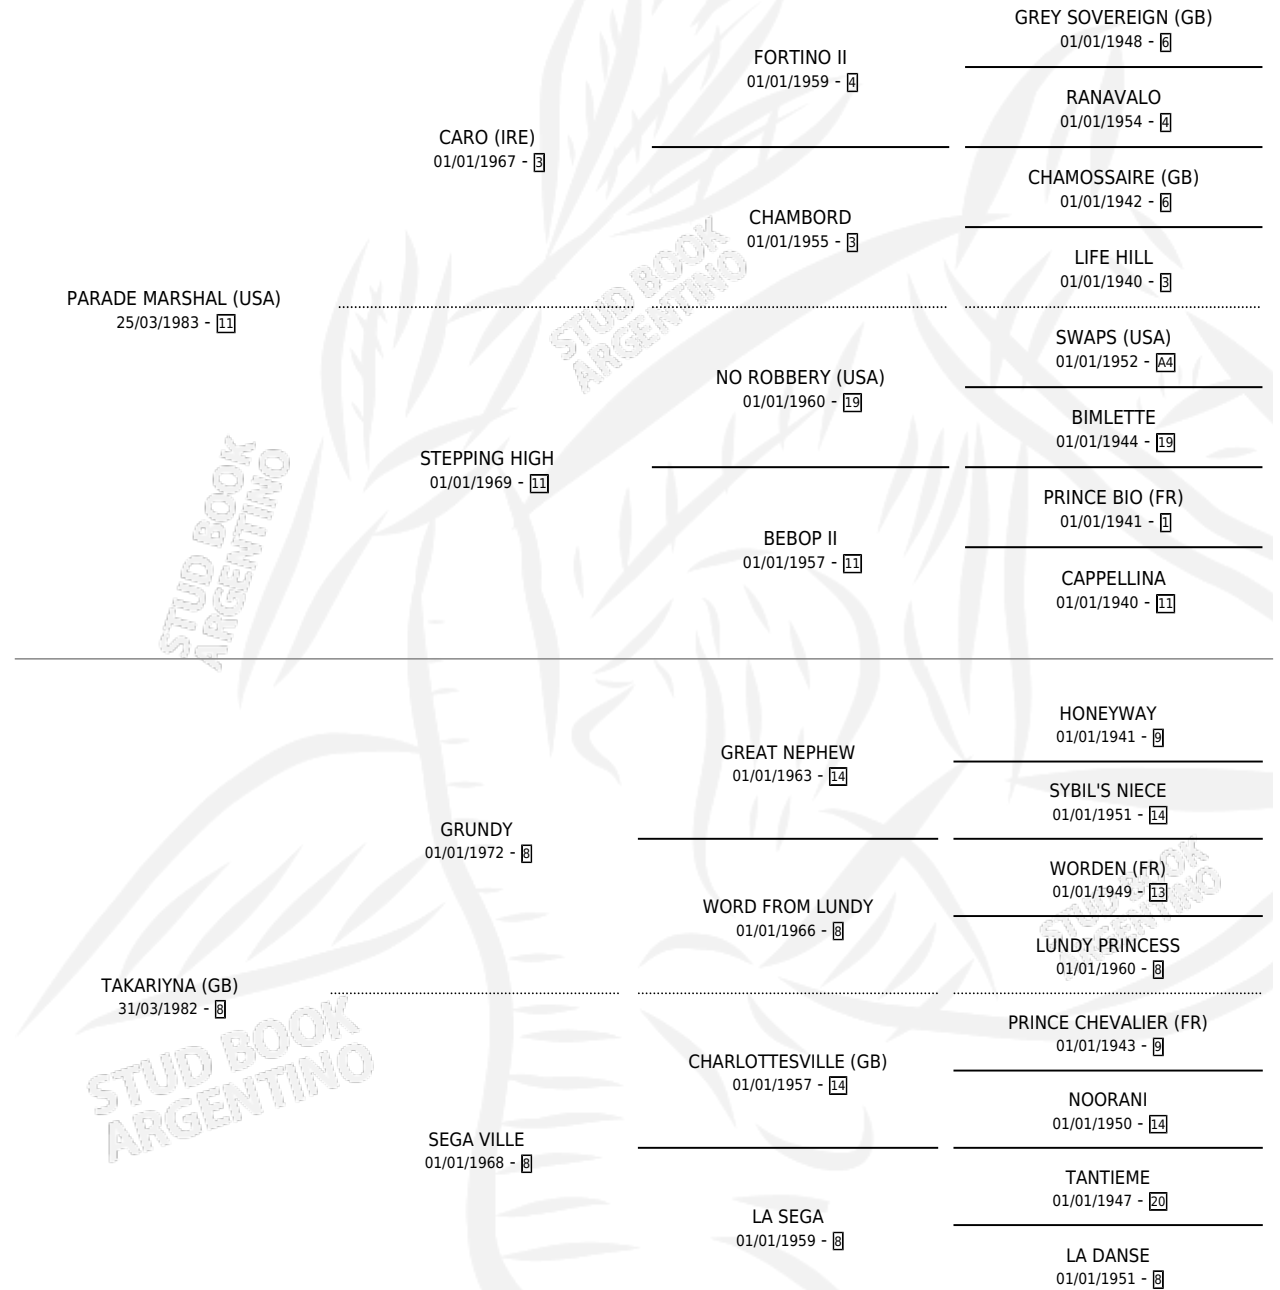 GREY SOVEREIGN (GB)
01/01/1948 - 6
FORTINO II
01/01/1959 - 4
RANAVALO
01/01/1954 - 4
CARO (IRE)
01/01/1967 - 3
CHAMOSSAIRE (GB)
01/01/1942 - 6
CHAMBORD
01/01/1955 - 3
LIFE HILL
01/01/1940 - 3
PARADE MARSHAL (USA)
25/03/1983 - 11
SWAPS (USA)
01/01/1952 - A4
NO ROBBERY (USA)
01/01/1960 - 19
BIMLETTE
01/01/1944 - 19
STEPPING HIGH
01/01/1969 - 11
PRINCE BIO (FR)
01/01/1941 - 1
BEBOP II
01/01/1957 - 11
CAPPELLINA
01/01/1940 - 11
STUD BOOK
ARGENTINO
STUD BOOK
ARGENTINO
HONEYWAY
01/01/1941 - 9
GREAT NEPHEW
01/01/1963 - 14
SYBIL'S NIECE
01/01/1951 - 14
GRUNDY
01/01/1972 - 8
WORDEN (FR)
01/01/1949 - 13
WORD FROM LUNDY
01/01/1966 - 8
LUNDY PRINCESS
01/01/1960 - 8
TAKARIYNA (GB)
31/03/1982 - 8
PRINCE CHEVALIER (FR)
01/01/1943 - 9
CHARLOTTESVILLE (GB)
01/01/1957 - 14
NOORANI
01/01/1950 - 14
SEGA VILLE
01/01/1968 - 8
TANTIEME
01/01/1947 - 20
LA SEGA
01/01/1959 - 8
LA DANSE
01/01/1951 - 8
STUD BOOK
ARGENTINO
STUD BOOK
ARGENTINO